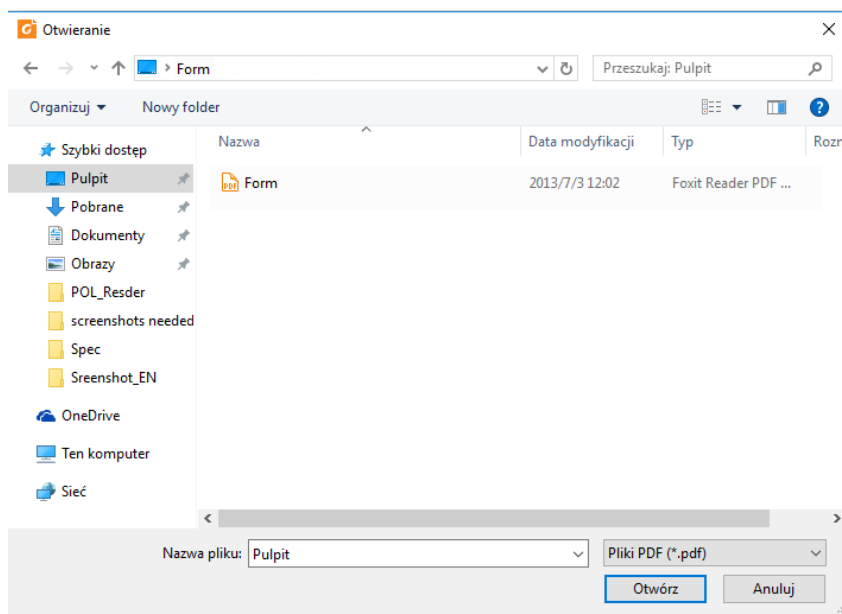 Otwieranie
Form
Przeszukaj: Pulpit
Organizuj
Nowy folder
Szybki dostęp
Pulpit
Pobrane
Dokumenty
Obrazy
POL_Resder
screenshots needed
Spec
Sreenshot_EN
OneDrive
Ten komputer
Sieć
Nazwa Data modyfikacji Typ Rozr
PDF Form 2013/7/3 12:02 Foxit Reader PDF ...
Nazwa pliku: Pulpit Pliki PDF (*.pdf)
Otwórz Anuluj